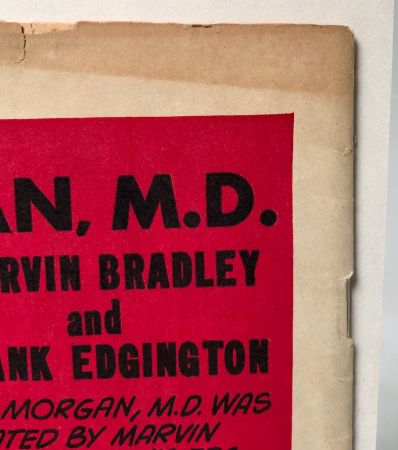 AN, M.D.
RVIN BRADLEY
and
ANK EDGINGTON
MORGAN, M.D. WAS
ATED BY MARVIN